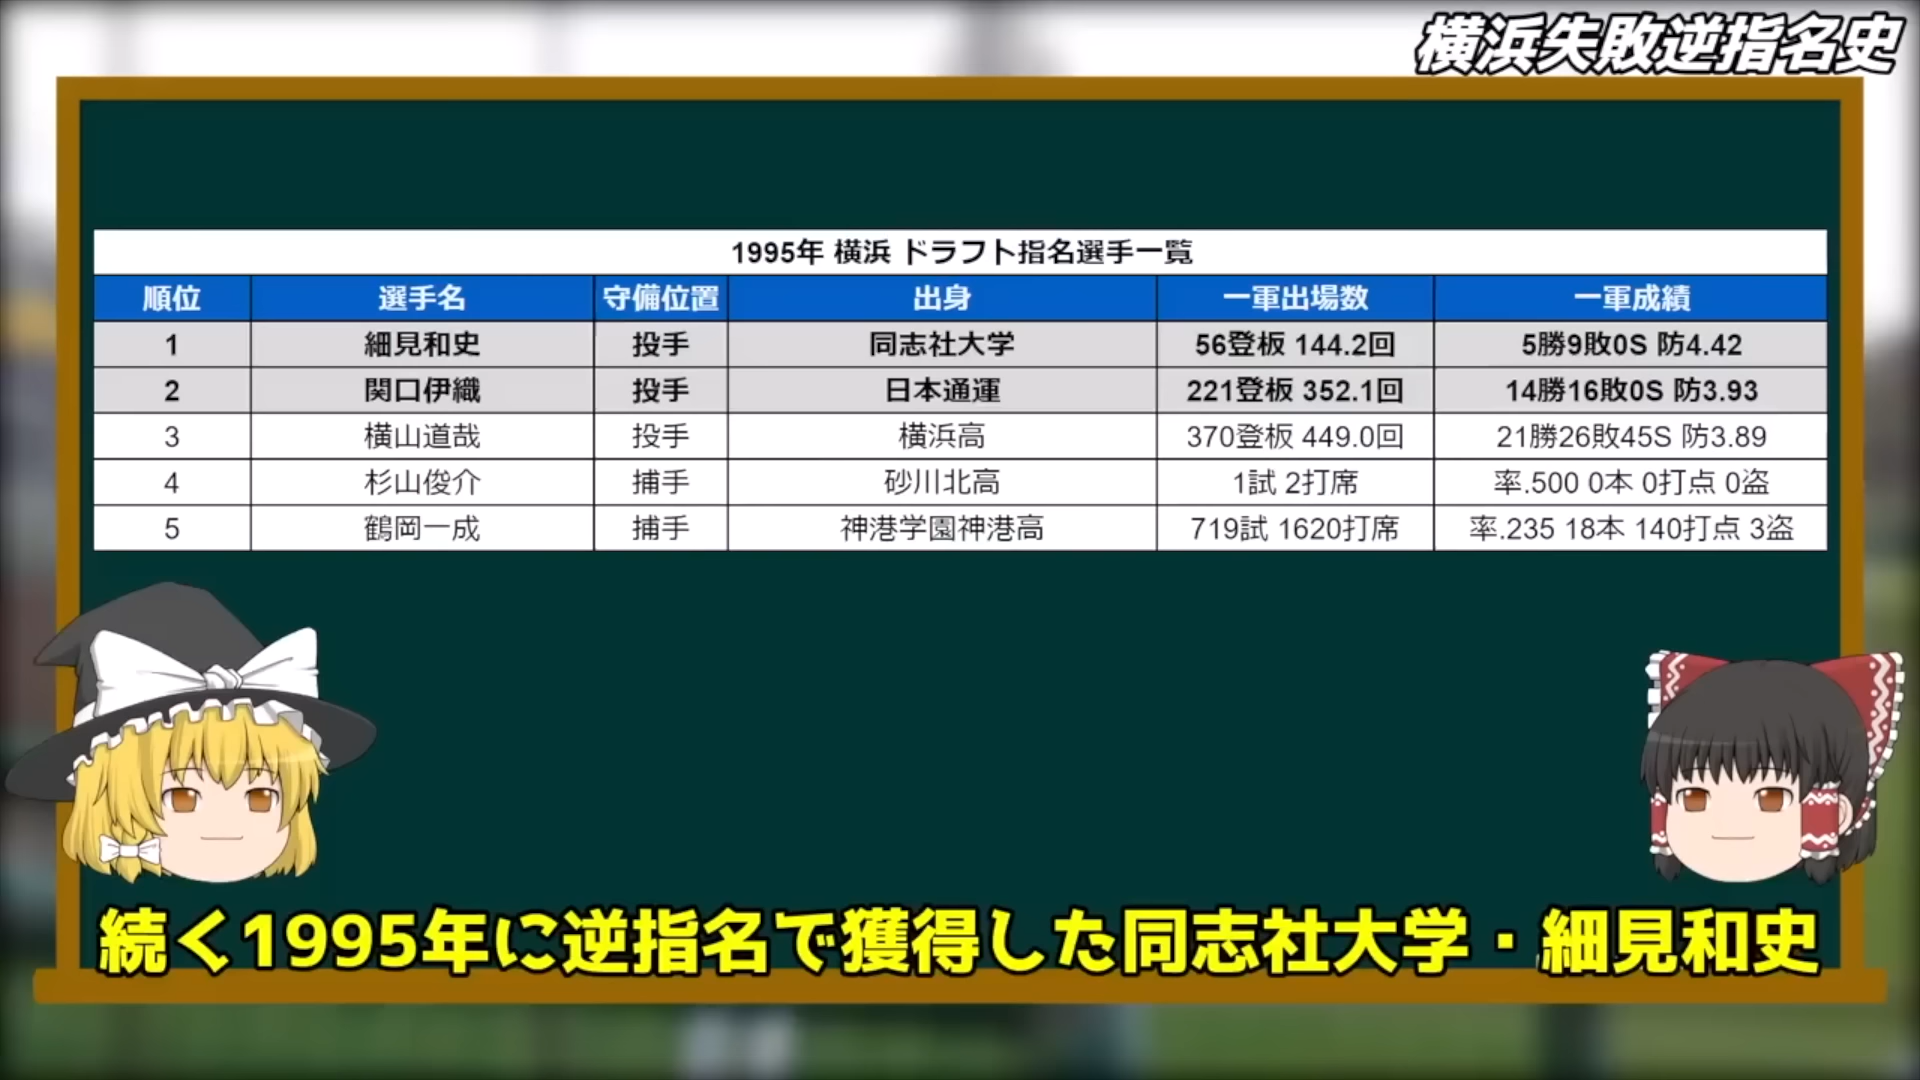 横浜失敗逆指名史
1995年 横浜 ドラフト指名選手一覧
順位 選手名 守備位置 出身 一軍出場数 一軍成績
1 細見和史 投手 同志社大学 56登板 144.2回 5勝9敗0S 防4.42
2 関口伊織 投手 日本通運 221登板 352.1回 14勝16敗0S 防3.93
3 横山道哉 投手 横浜高 370登板 449.0回 21勝26敗45S 防3.89
4 杉山俊介 捕手 砂川北高 1試 2打席 率.500 0本 0打点 0盗
5 鶴岡一成 捕手 神港学園神港高 719試 1620打席 率.235 18本 140打点 3盗
続く1995年に逆指名で獲得した同志社大学・細見和史